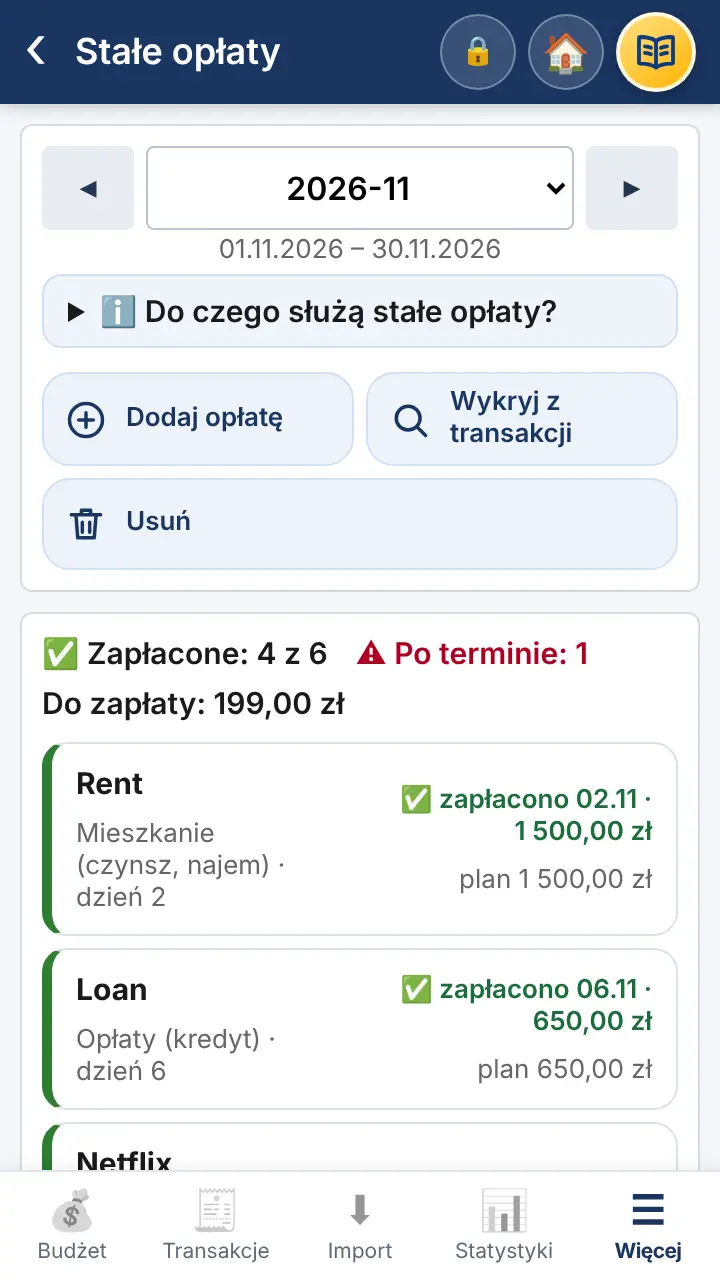 Stałe opłaty
2026-11
01.11.2026 – 30.11.2026
Do czego służą stałe opłaty?
Dodaj opłatę
Wykryj z
transakcji
Usuń
Zapłacone: 4 z 6 Po terminie: 1
Do zapłaty: 199,00 zł
Rent
Mieszkanie
(czynsz, najem) ·
dzień 2
zapłacono 02.11 ·
1 500,00 zł
plan 1 500,00 zł
Loan
Opłaty (kredyt) ·
dzień 6
zapłacono 06.11 ·
650,00 zł
plan 650,00 zł
Netflix
Budżet
Transakcje
Import
Statystyki
Więcej